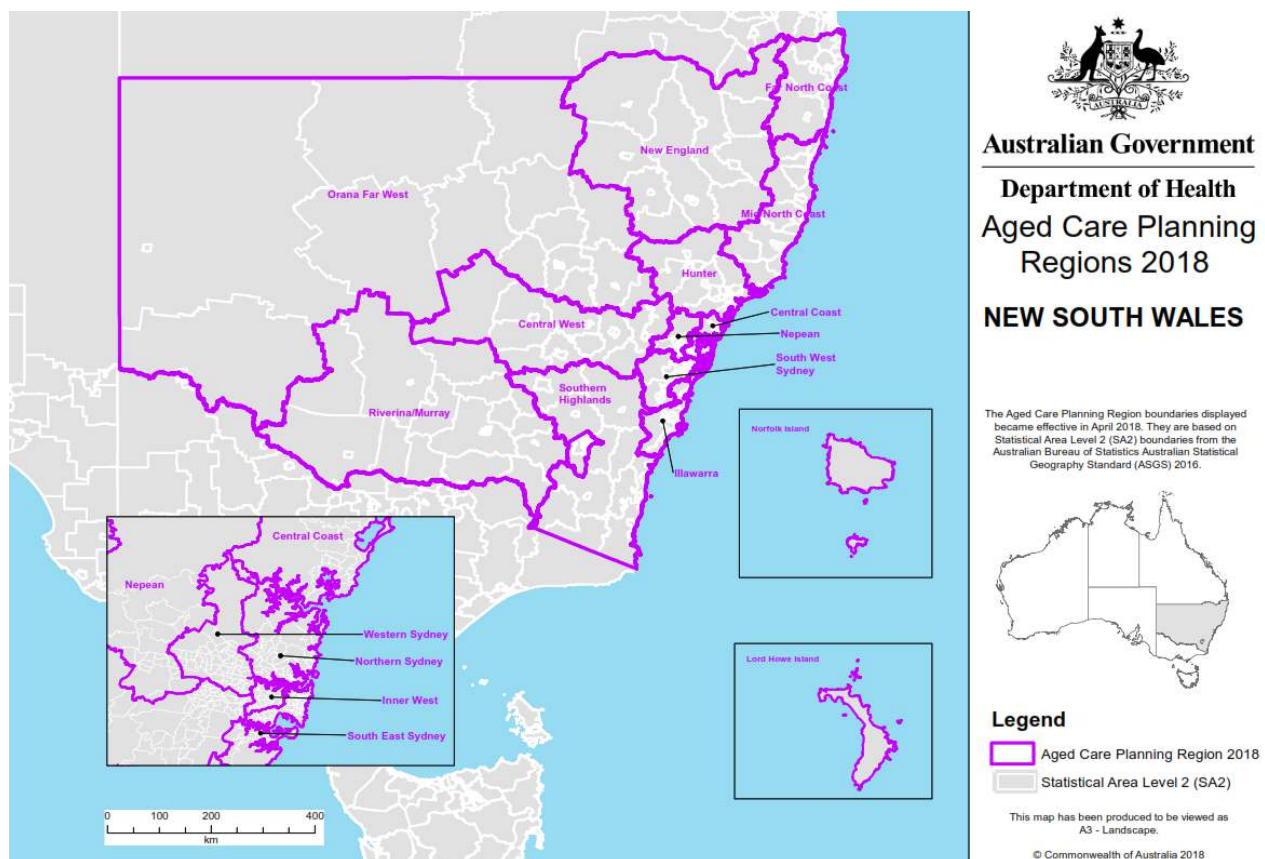 Far North Coast
New England
Orana Far West
Mid North Coast
Hunter
Central West
Central Coast
Nepean
South West
Sydney
Southern
Highlands
Riverina/Murray
Illawarra
Norfolk Island
Lord Howe Island
Central Coast
Nepean
Western Sydney
Northern Sydney
Inner West
South East Sydney
0 100 200 400
km
AUSTRALIA
Australian Government
Department of Health
Aged Care Planning
Regions 2018
NEW SOUTH WALES
The Aged Care Planning Region boundaries displayed
became effective in April 2018. They are based on
Statistical Area Level 2 (SA2) boundaries from the
Australian Bureau of Statistics Australian Statistical
Geography Standard (ASGS) 2016.
Legend
Aged Care Planning Region 2018
Statistical Area Level 2 (SA2)
This map has been produced to be viewed as
A3 - Landscape.
© Commonwealth of Australia 2018